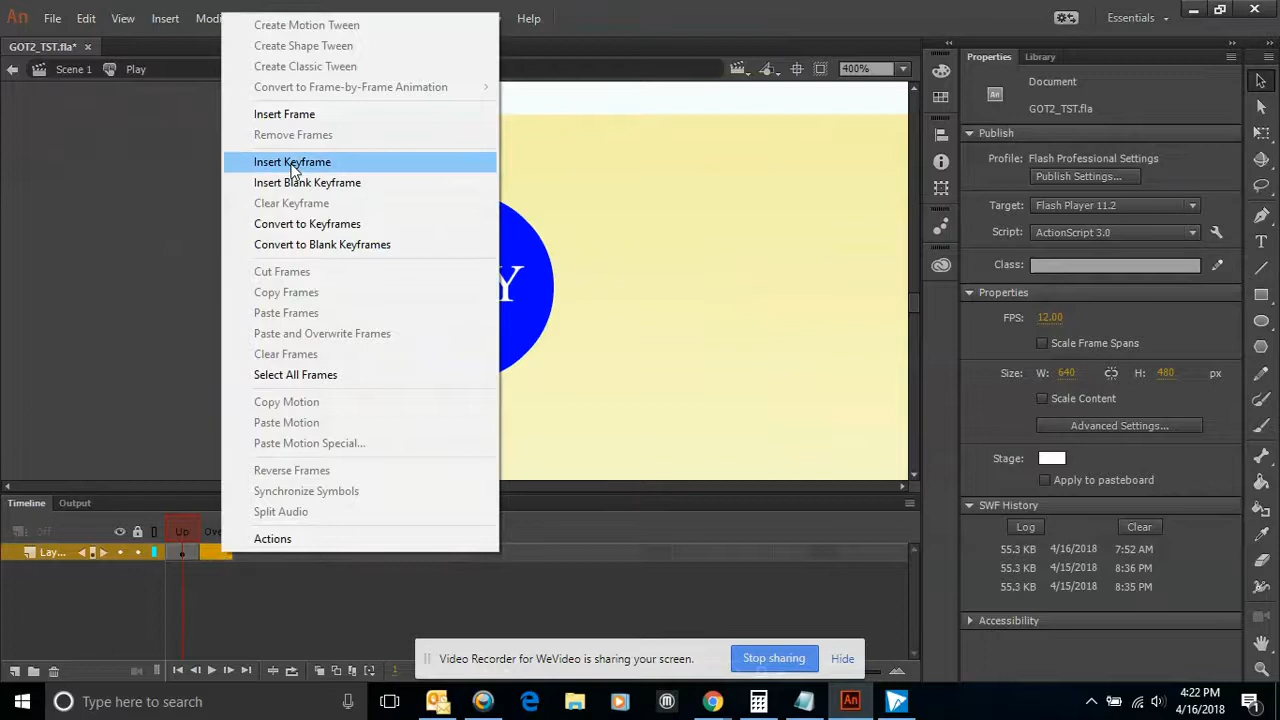 An File Edit View Insert Help Essentials
GOT2_TST.fla* ×
Scene 1 Play 400%
Create Motion Tween
Create Shape Tween
Create Classic Tween
Convert to Frame-by-Frame Animation
Insert Frame
Remove Frames
Insert Keyframe
Insert Blank Keyframe
Clear Keyframe
Convert to Keyframes
Convert to Blank Keyframes
Cut Frames
Copy Frames
Paste Frames
Paste and Overwrite Frames
Clear Frames
Select All Frames
Copy Motion
Paste Motion
Paste Motion Special...
Reverse Frames
Synchronize Symbols
Split Audio
Actions
Y
Properties Library
Document
An GOT2_TST.fla
Publish
Profile: Flash Professional Settings
Publish Settings...
Target: Flash Player 11.2
Script: ActionScript 3.0
Class:
Properties
FPS: 12.00
Scale Frame Spans
Size: W: 640 H: 480 px
Scale Content
Advanced Settings...
Stage:
Apply to pasteboard
SWF History
Log Clear
55.3 KB 4/16/2018 7:52 AM
55.3 KB 4/15/2018 8:36 PM
55.3 KB 4/15/2018 8:35 PM
Accessibility
Timeline Output
Off Up
Lay...
1
Video Recorder for WeVideo is sharing your screen. Stop sharing Hide
Type here to search
4:22 PM
4/16/2018